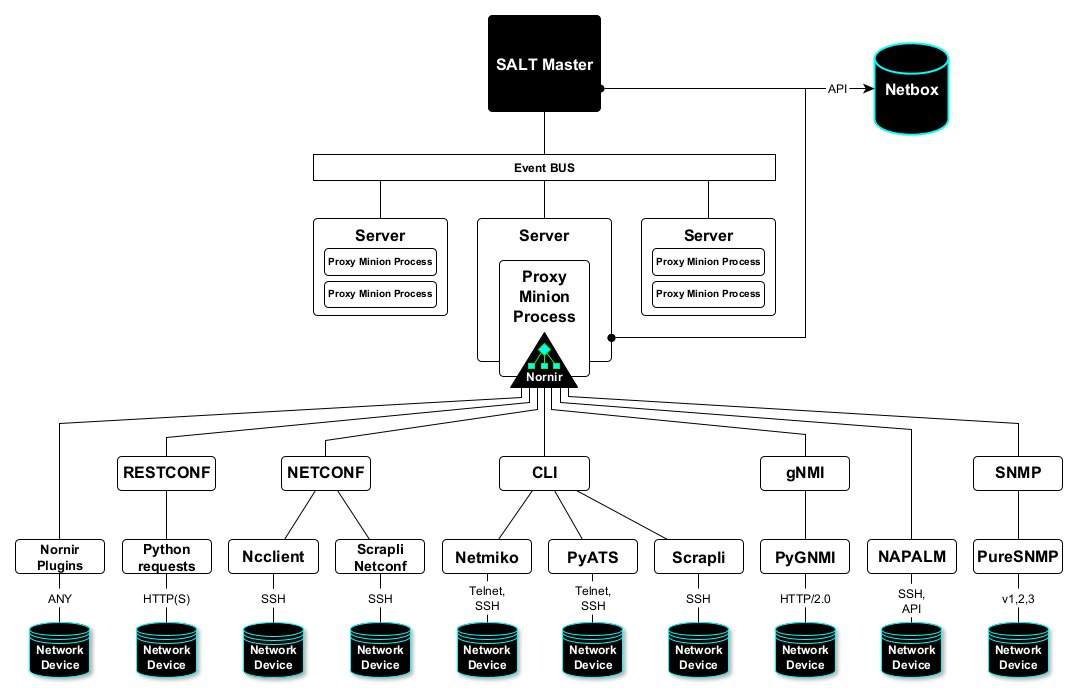 SALT Master
API
Netbox
Event BUS
Server
Proxy Minion Process
Proxy Minion Process
Server
Proxy
Minion
Process
Nornir
Server
Proxy Minion Process
Proxy Minion Process
RESTCONF
NETCONF
CLI
gNMI
SNMP
Nornir
Plugins
Python
requests
Ncclient
Scrapli
Netconf
Netmiko
PyATS
Scrapli
PyGNMI
NAPALM
PureSNMP
ANY
HTTP(S)
SSH
SSH
Telnet,
SSH
Telnet,
SSH
SSH
HTTP/2.0
SSH,
API
v1,2,3
Network
Device
Network
Device
Network
Device
Network
Device
Network
Device
Network
Device
Network
Device
Network
Device
Network
Device
Network
Device